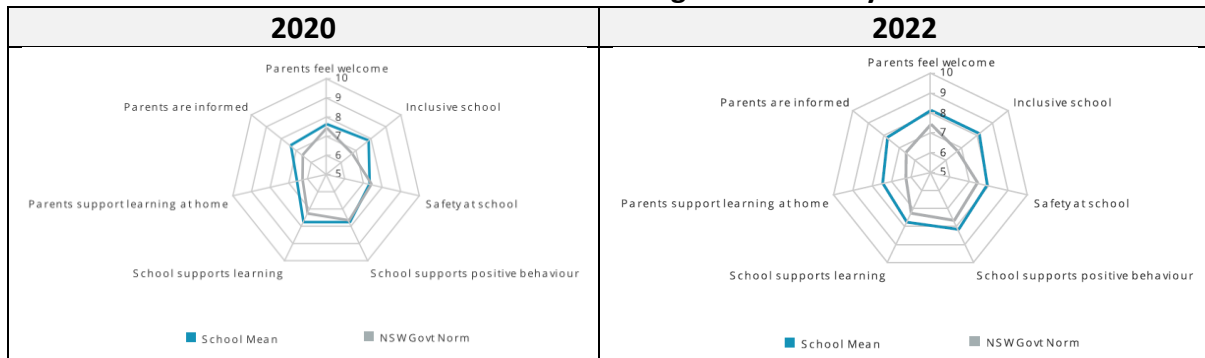 2020
2022
Parents feel welcome
10
9
8
7
6
5
Inclusive school
Safety at school
School supports positive behaviour
School supports learning
Parents support learning at home
Parents are informed
School Mean
NSW Govt Norm
Parents feel welcome
10
9
8
7
6
5
Inclusive school
Safety at school
School supports positive behaviour
School supports learning
Parents support learning at home
Parents are informed
School Mean
NSW Govt Norm